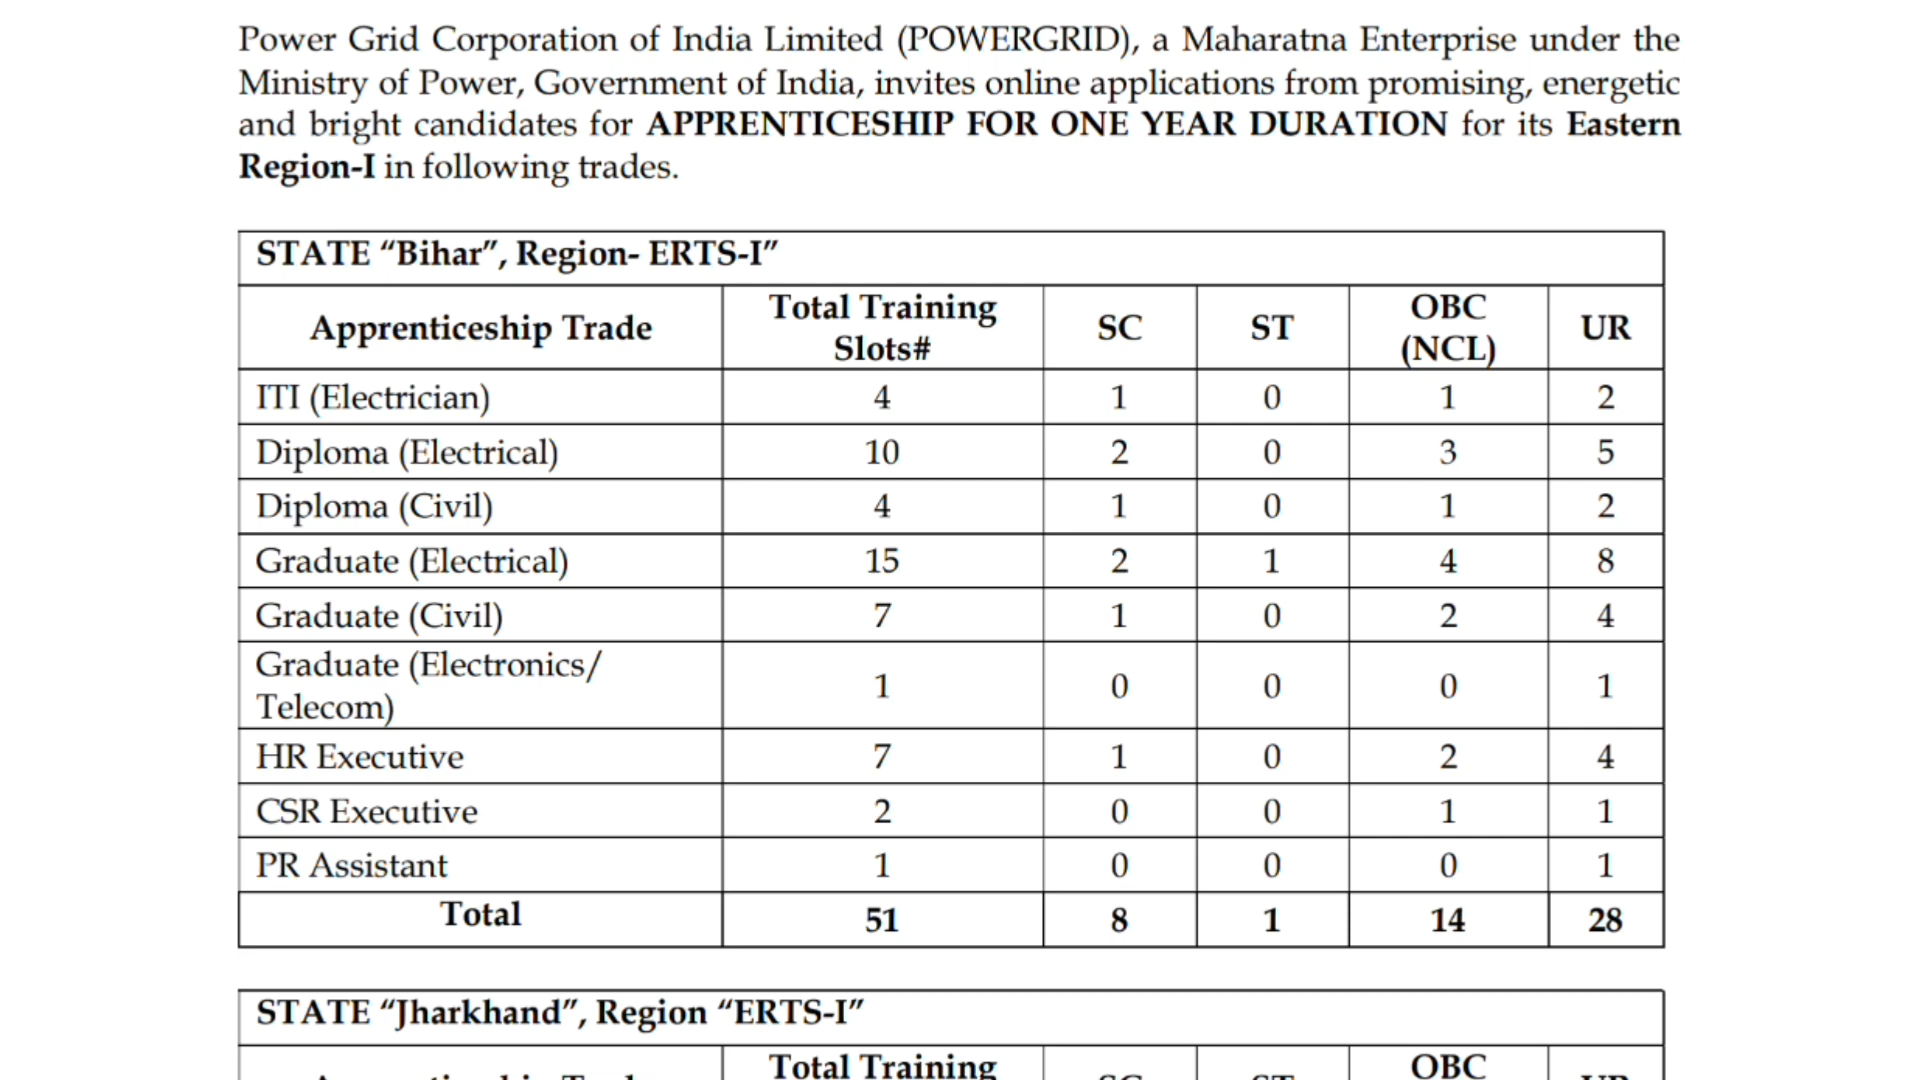 Power Grid Corporation of India Limited (POWERGRID), a Maharatna Enterprise under the
Ministry of Power, Government of India, invites online applications from promising, energetic
and bright candidates for APPRENTICESHIP FOR ONE YEAR DURATION for its Eastern
Region-I in following trades.
STATE “Bihar”, Region- ERTS-I”
Apprenticeship Trade Total Training Slots# SC ST OBC (NCL) UR
ITI (Electrician) 4 1 0 1 2
Diploma (Electrical) 10 2 0 3 5
Diploma (Civil) 4 1 0 1 2
Graduate (Electrical) 15 2 1 4 8
Graduate (Civil) 7 1 0 2 4
Graduate (Electronics/
Telecom) 1 0 0 0 1
HR Executive 7 1 0 2 4
CSR Executive 2 0 0 1 1
PR Assistant 1 0 0 0 1
Total 51 8 1 14 28
STATE “Jharkhand”, Region “ERTS-I”
Total Training OBC